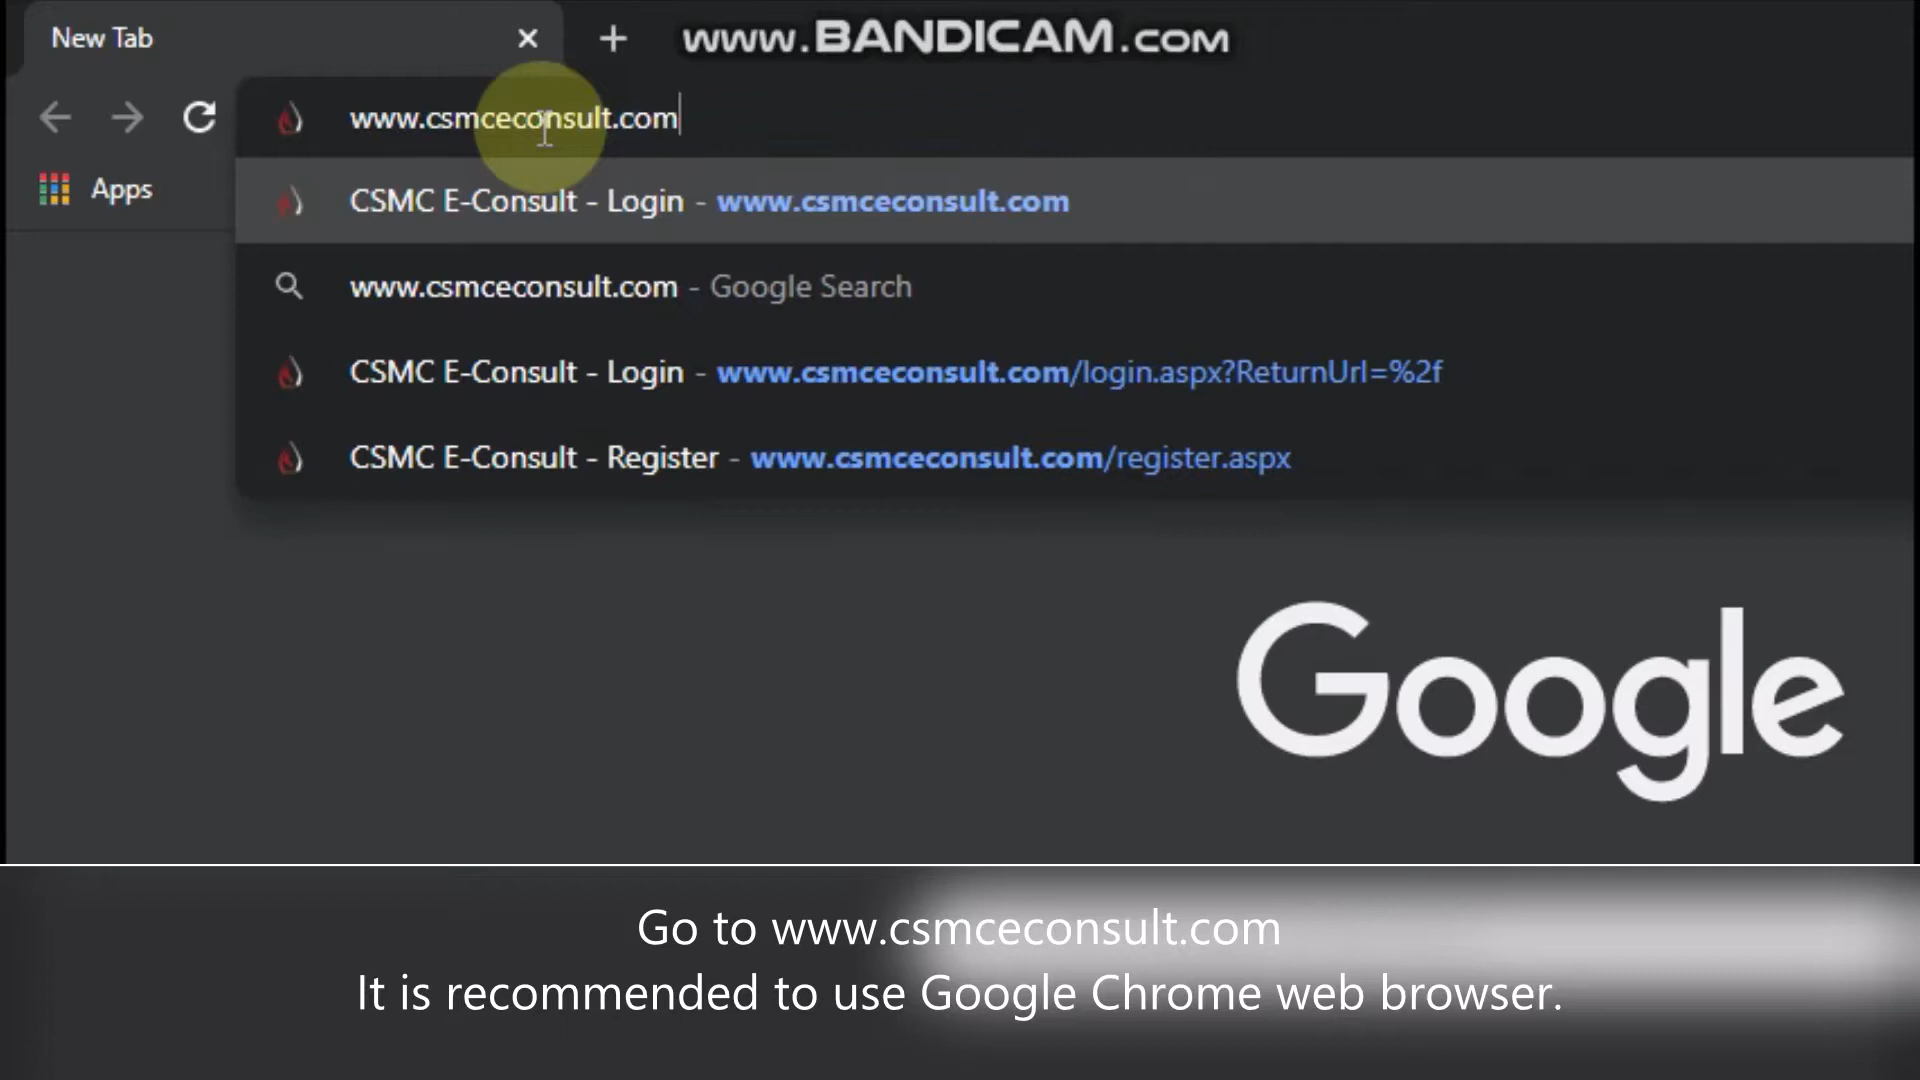 New Tab
www.BANDICAM.com
www.csmceconsult.com
Apps
CSMC E-Consult - Login - www.csmceconsult.com
www.csmceconsult.com - Google Search
CSMC E-Consult - Login - www.csmceconsult.com/login.aspx?ReturnUrl=%2f
CSMC E-Consult - Register - www.csmceconsult.com/register.aspx
Google
Go to www.csmceconsult.com
It is recommended to use Google Chrome web browser.